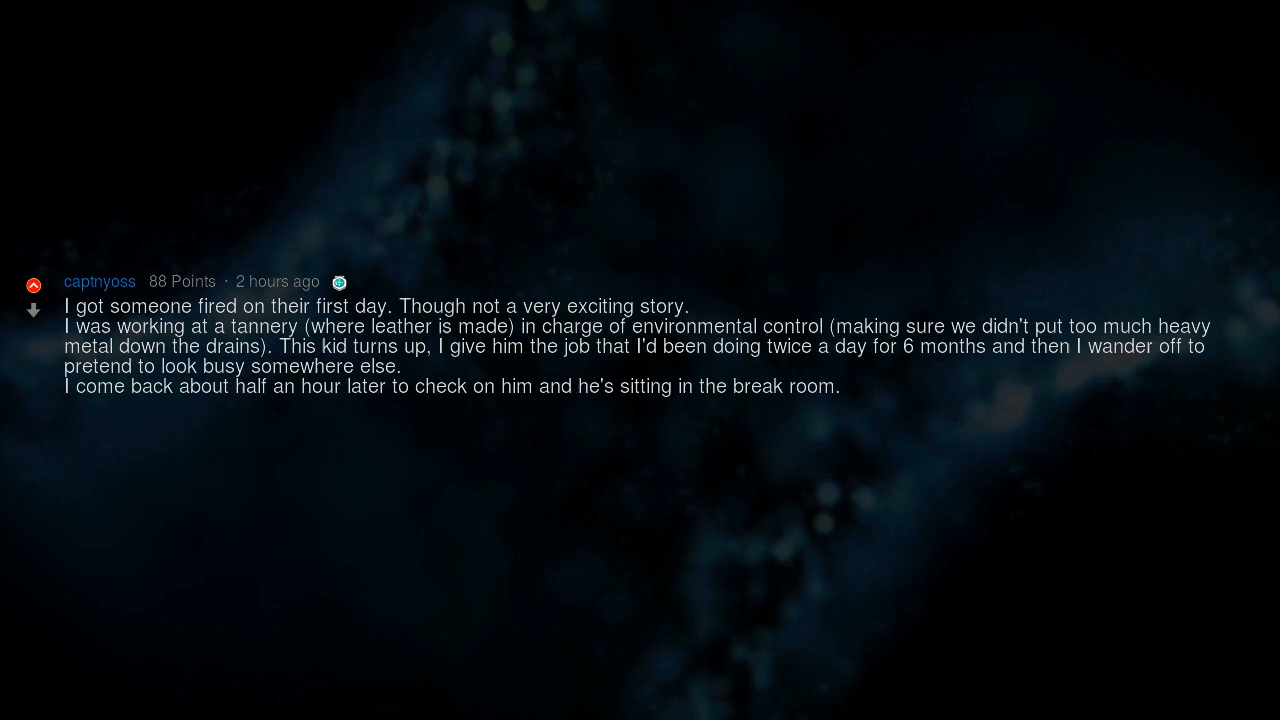 captnyoss 88 Points · 2 hours ago
I got someone fired on their first day. Though not a very exciting story.
I was working at a tannery (where leather is made) in charge of environmental control (making sure we didn't put too much heavy
metal down the drains). This kid turns up, I give him the job that I'd been doing twice a day for 6 months and then I wander off to
pretend to look busy somewhere else.
I come back about half an hour later to check on him and he's sitting in the break room.